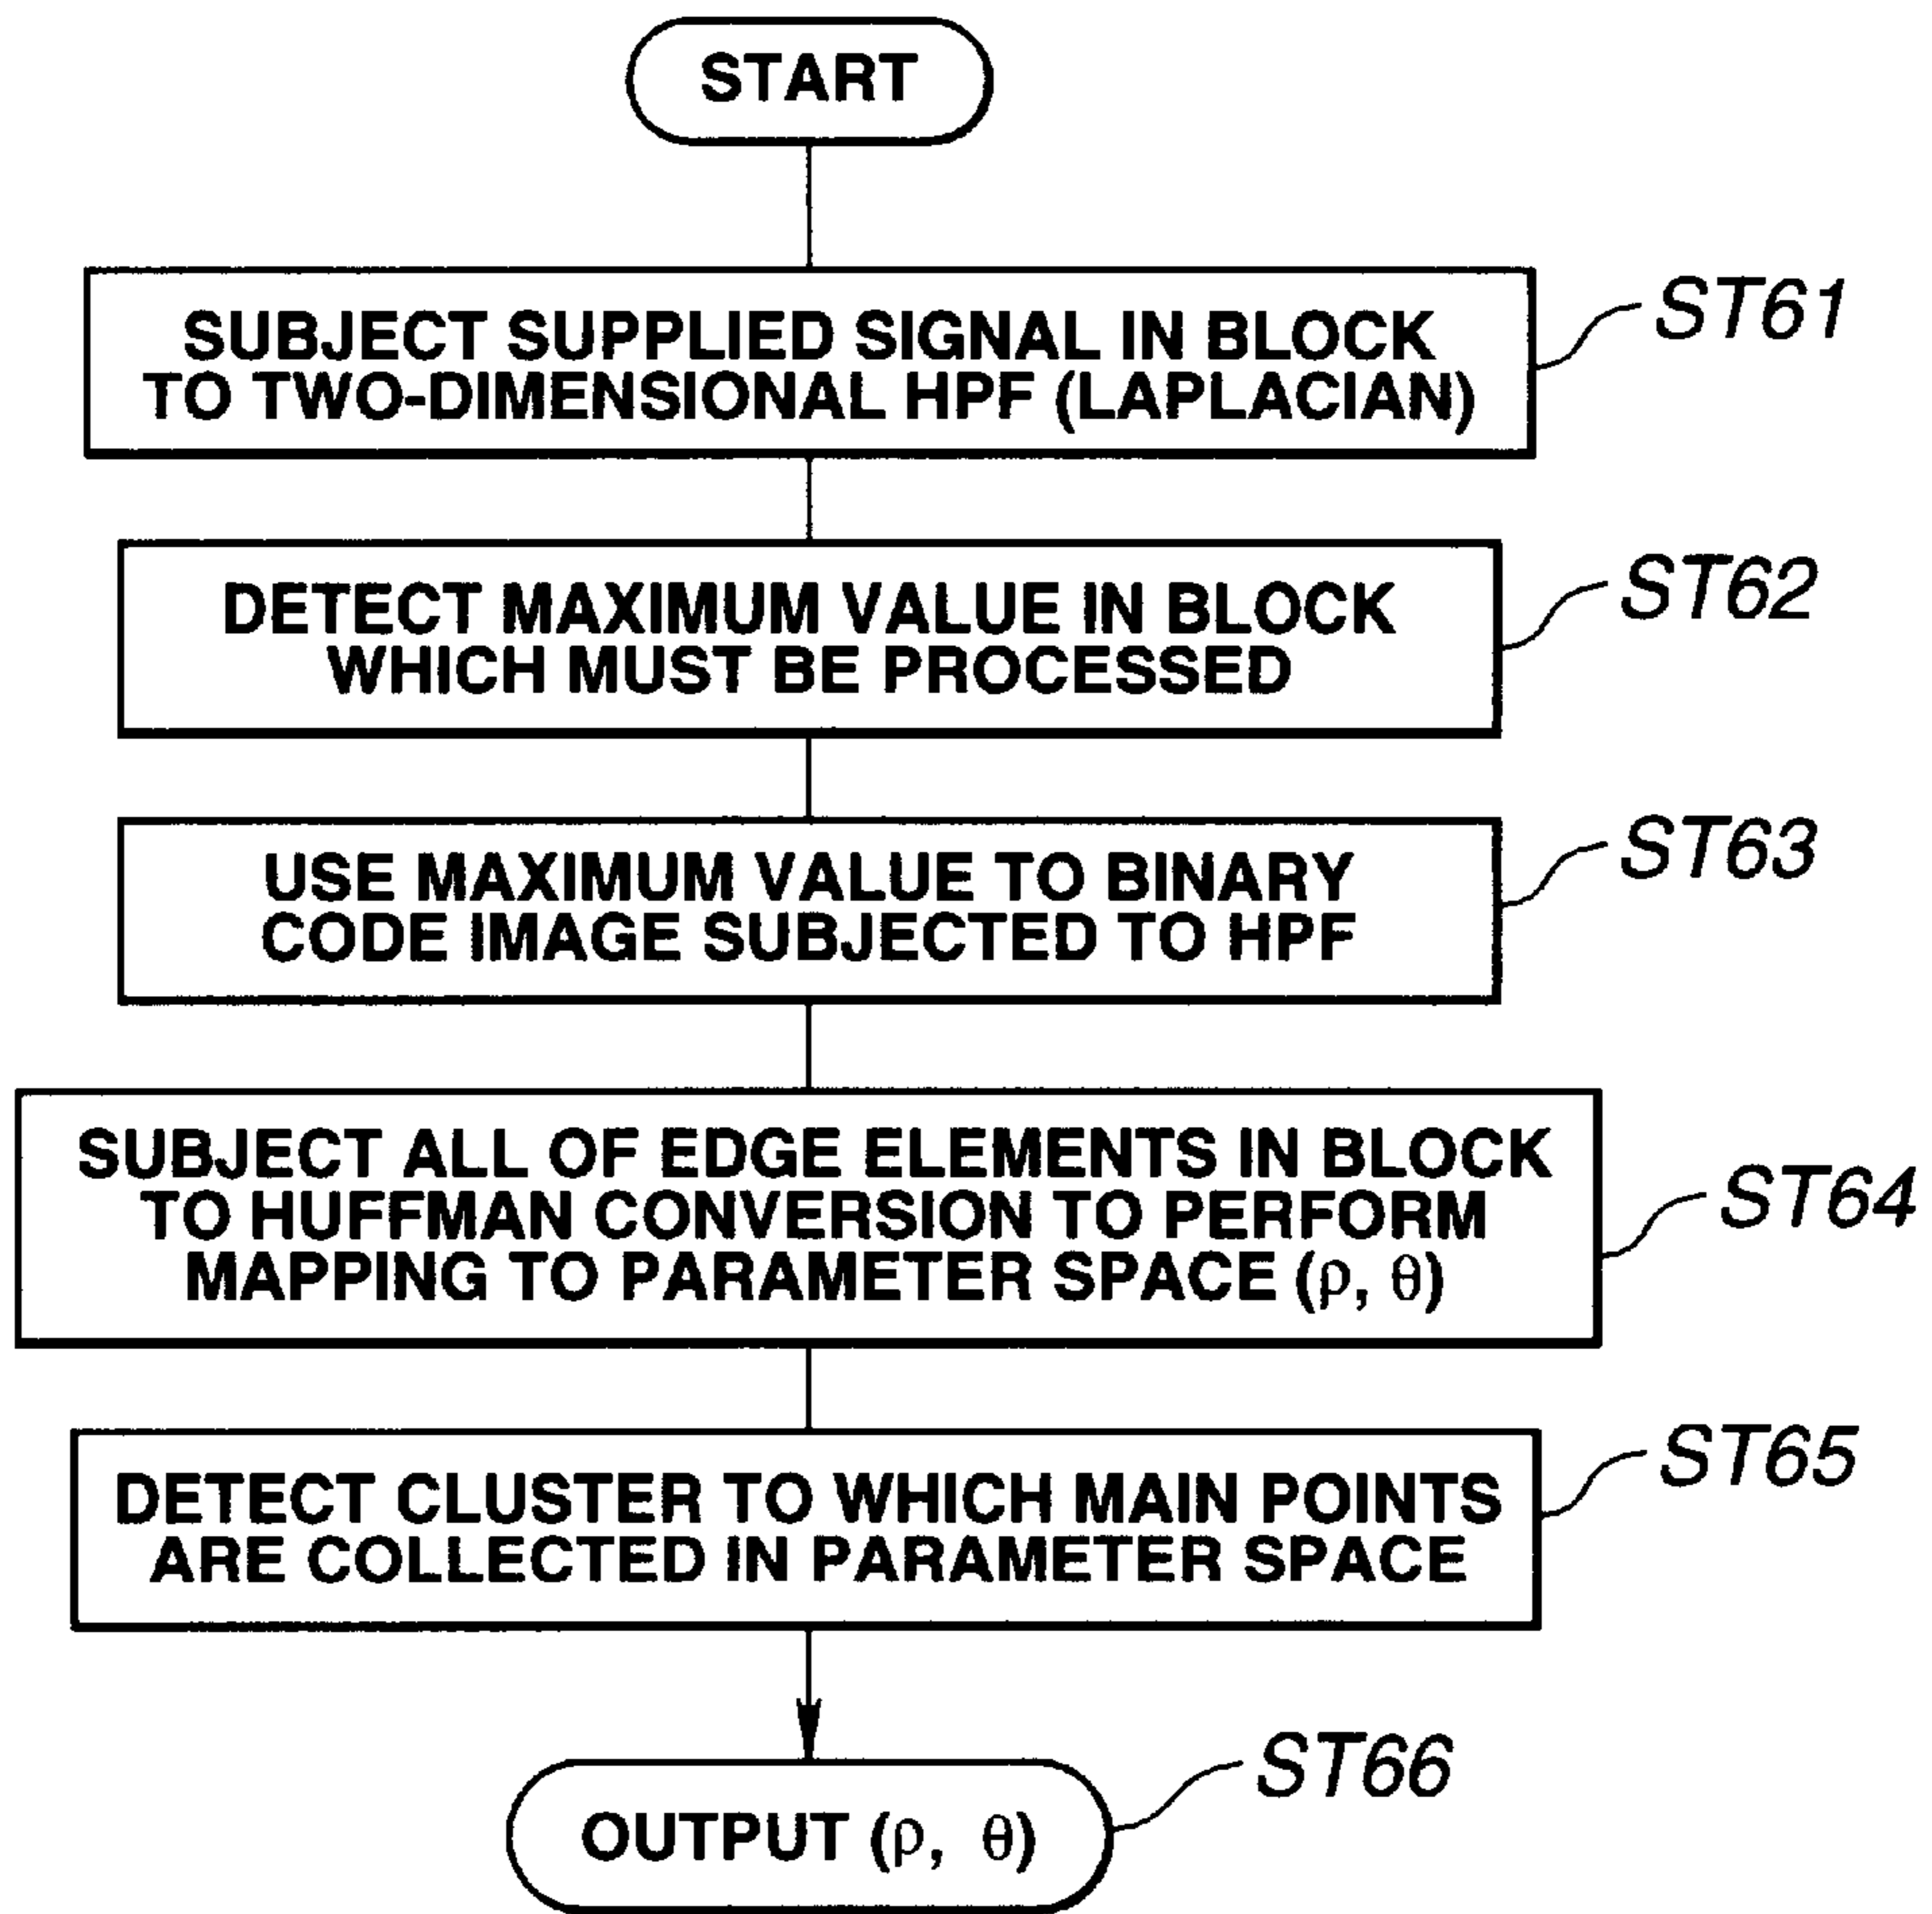 START
SUBJECT SUPPLIED SIGNAL IN BLOCK
TO TWO-DIMENSIONAL HPF (LAPLACIAN)
ST61
DETECT MAXIMUM VALUE IN BLOCK
WHICH MUST BE PROCESSED
ST62
USE MAXIMUM VALUE TO BINARY
CODE IMAGE SUBJECTED TO HPF
ST63
SUBJECT ALL OF EDGE ELEMENTS IN BLOCK
TO HUFFMAN CONVERSION TO PERFORM
MAPPING TO PARAMETER SPACE (ρ, θ)
ST64
DETECT CLUSTER TO WHICH MAIN POINTS
ARE COLLECTED IN PARAMETER SPACE
ST65
OUTPUT (ρ, θ)
ST66